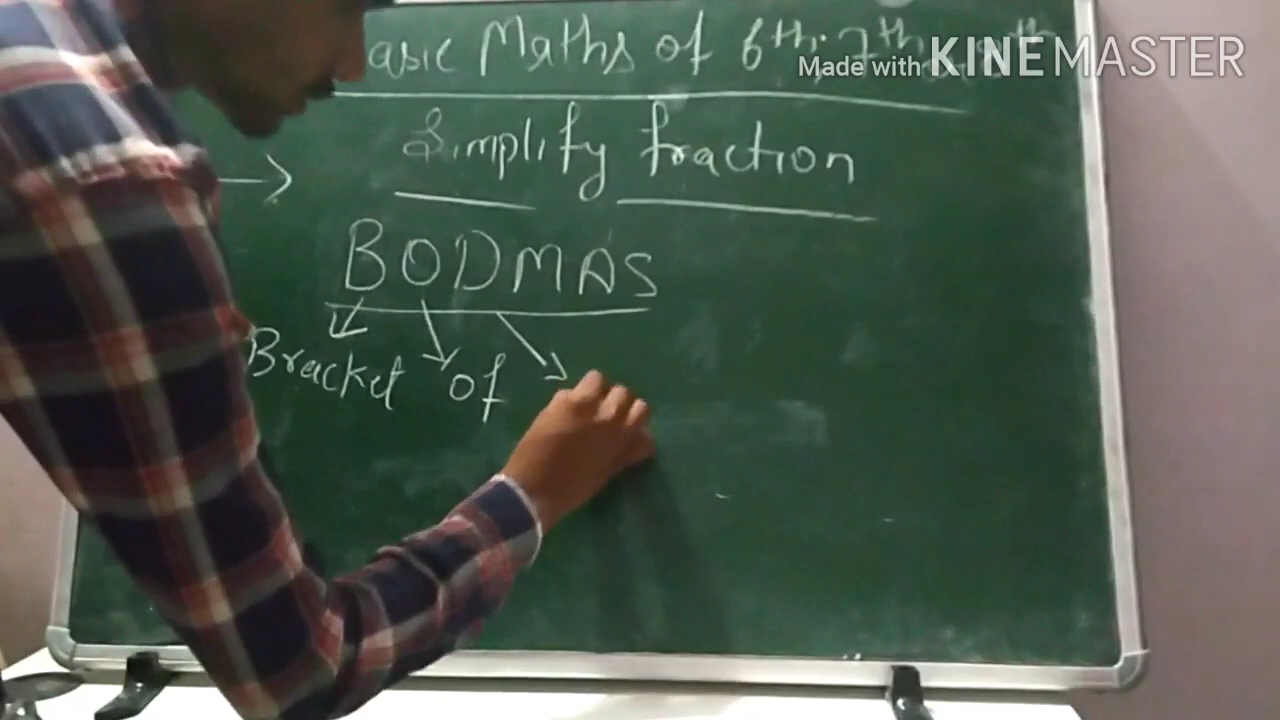 asic Maths of 6th, 7th
Made with KINEMASTER
Simplify fraction
BODMAS
Bracket of